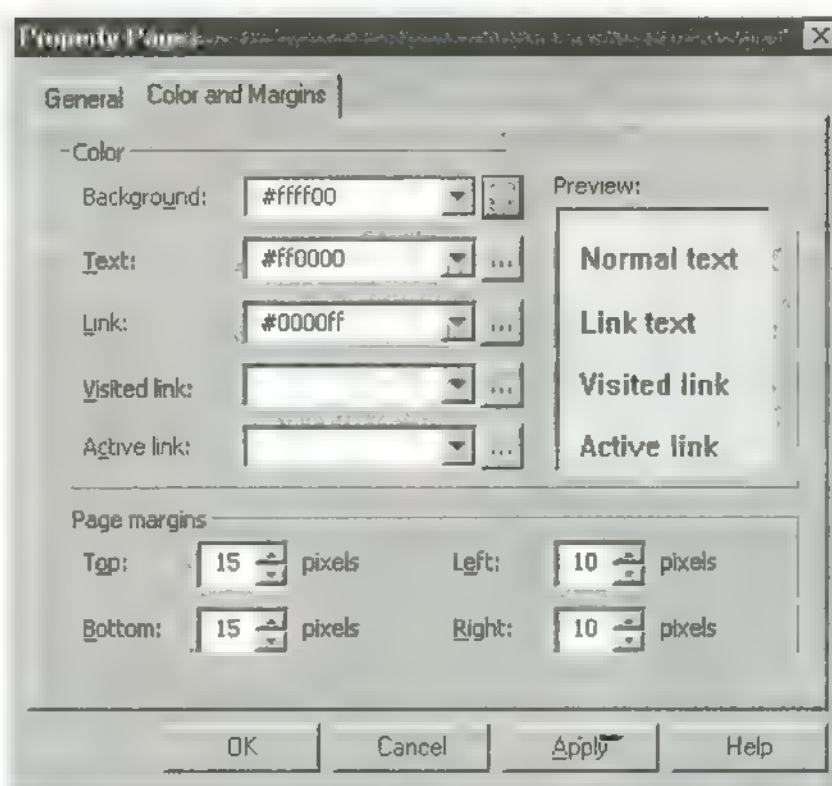 Property Pages
General Color and Margins
Color
Background: #ffff00
Preview:
Text: #ff0000 ...
Normal text
Link: #0000ff ...
Link text
Visited link: ...
Visited link
Active link: ...
Active link
Page margins
Top: 15 pixels Left: 10 pixels
Bottom: 15 pixels Right: 10 pixels
OK Cancel Apply Help